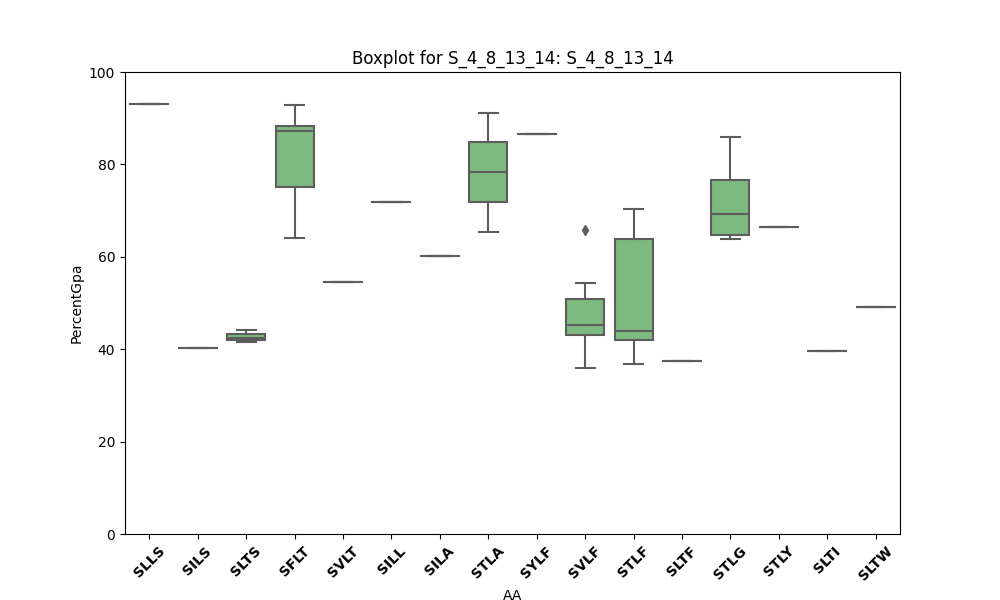 Boxplot for S_4_8_13_14: S_4_8_13_14
100
80
60
40
20
0
PercentGpa
SLLS SILS SLTS SFLT SVLT SILL SILA STLA SYLF SVLF STLF SLTF STLG STLY SLTI SLTW
AA